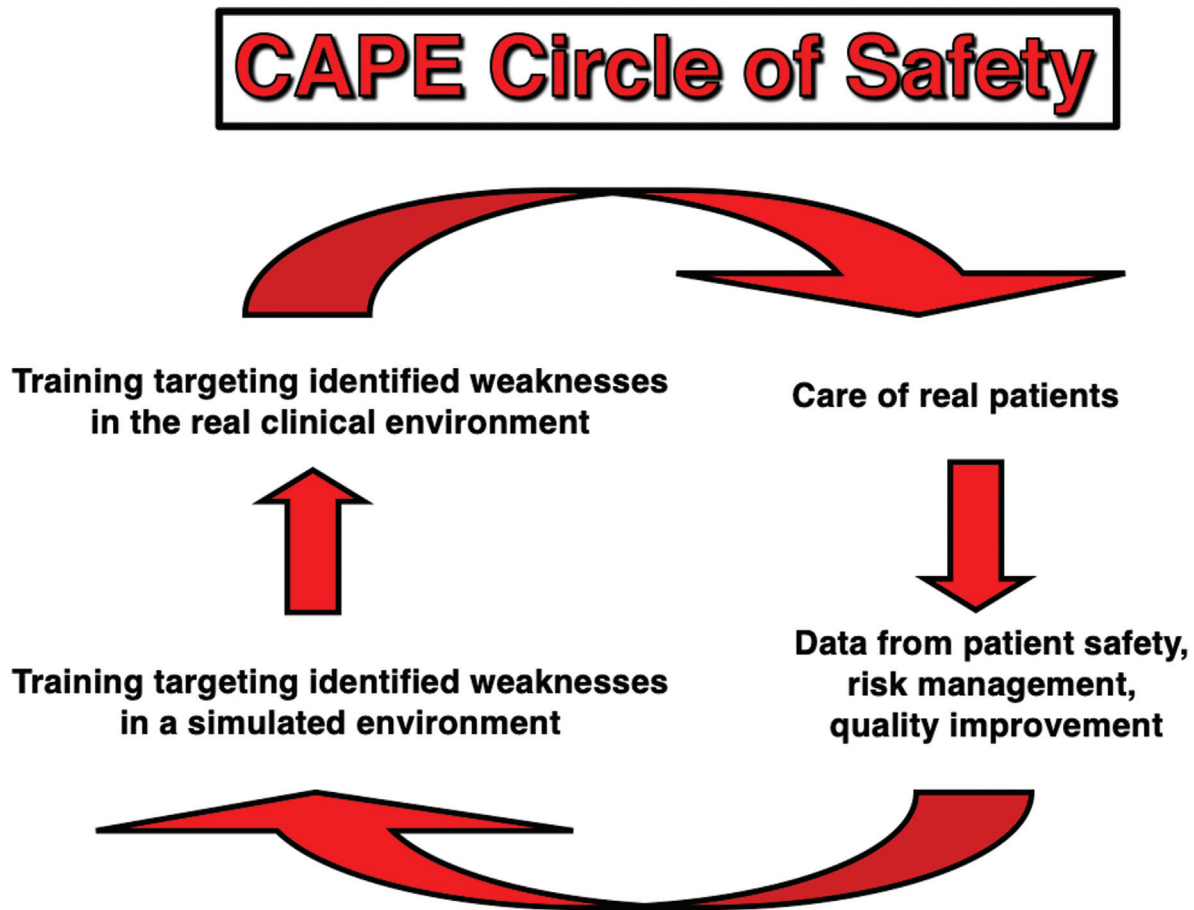 CAPE Circle of Safety
Training targeting identified weaknesses
in the real clinical environment
Care of real patients
Training targeting identified weaknesses
in a simulated environment
Data from patient safety,
risk management,
quality improvement